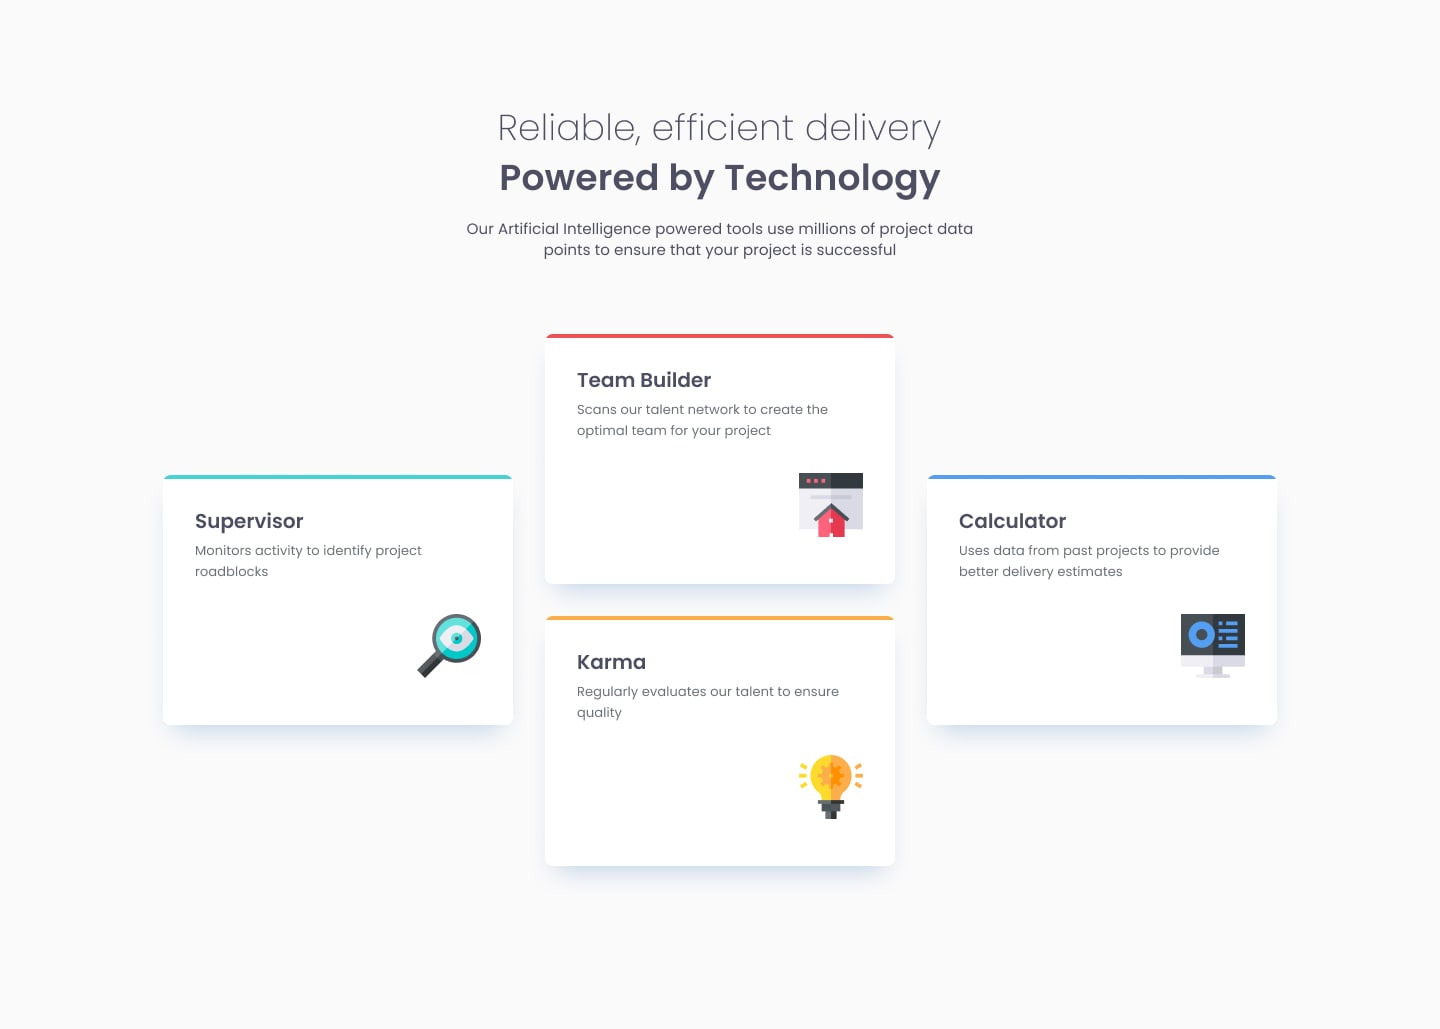 Reliable, efficient delivery
Powered by Technology
Our Artificial Intelligence powered tools use millions of project data
points to ensure that your project is successful
Team Builder
Scans our talent network to create the
optimal team for your project
Supervisor
Monitors activity to identify project
roadblocks
Calculator
Uses data from past projects to provide
better delivery estimates
Karma
Regularly evaluates our talent to ensure
quality